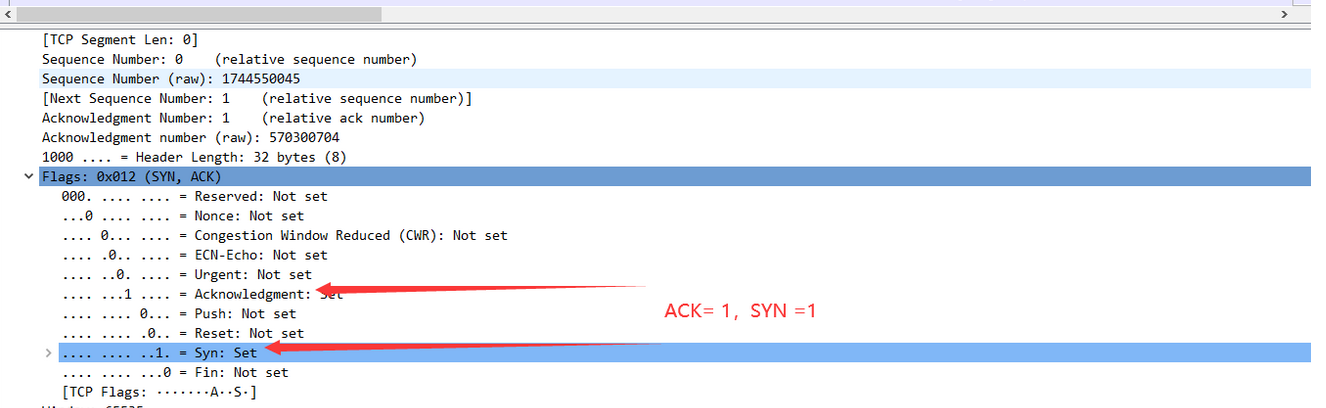 [TCP Segment Len: 0]
Sequence Number: 0    (relative sequence number)
Sequence Number (raw): 1744550045
[Next Sequence Number: 1    (relative sequence number)]
Acknowledgment Number: 1    (relative ack number)
Acknowledgment number (raw): 570300704
1000 .... = Header Length: 32 bytes (8)
Flags: 0x012 (SYN, ACK)
000. .... .... = Reserved: Not set
...0 .... .... = Nonce: Not set
.... 0... .... = Congestion Window Reduced (CWR): Not set
.... .0.. .... = ECN-Echo: Not set
.... ..0. .... = Urgent: Not set
.... ...1 .... = Acknowledgment: Set
ACK= 1，SYN =1
.... .... 0... = Push: Not set
.... .... .0.. = Reset: Not set
.... .... ..1. = Syn: Set
.... .... ...0 = Fin: Not set
[TCP Flags: ·······A··S·]